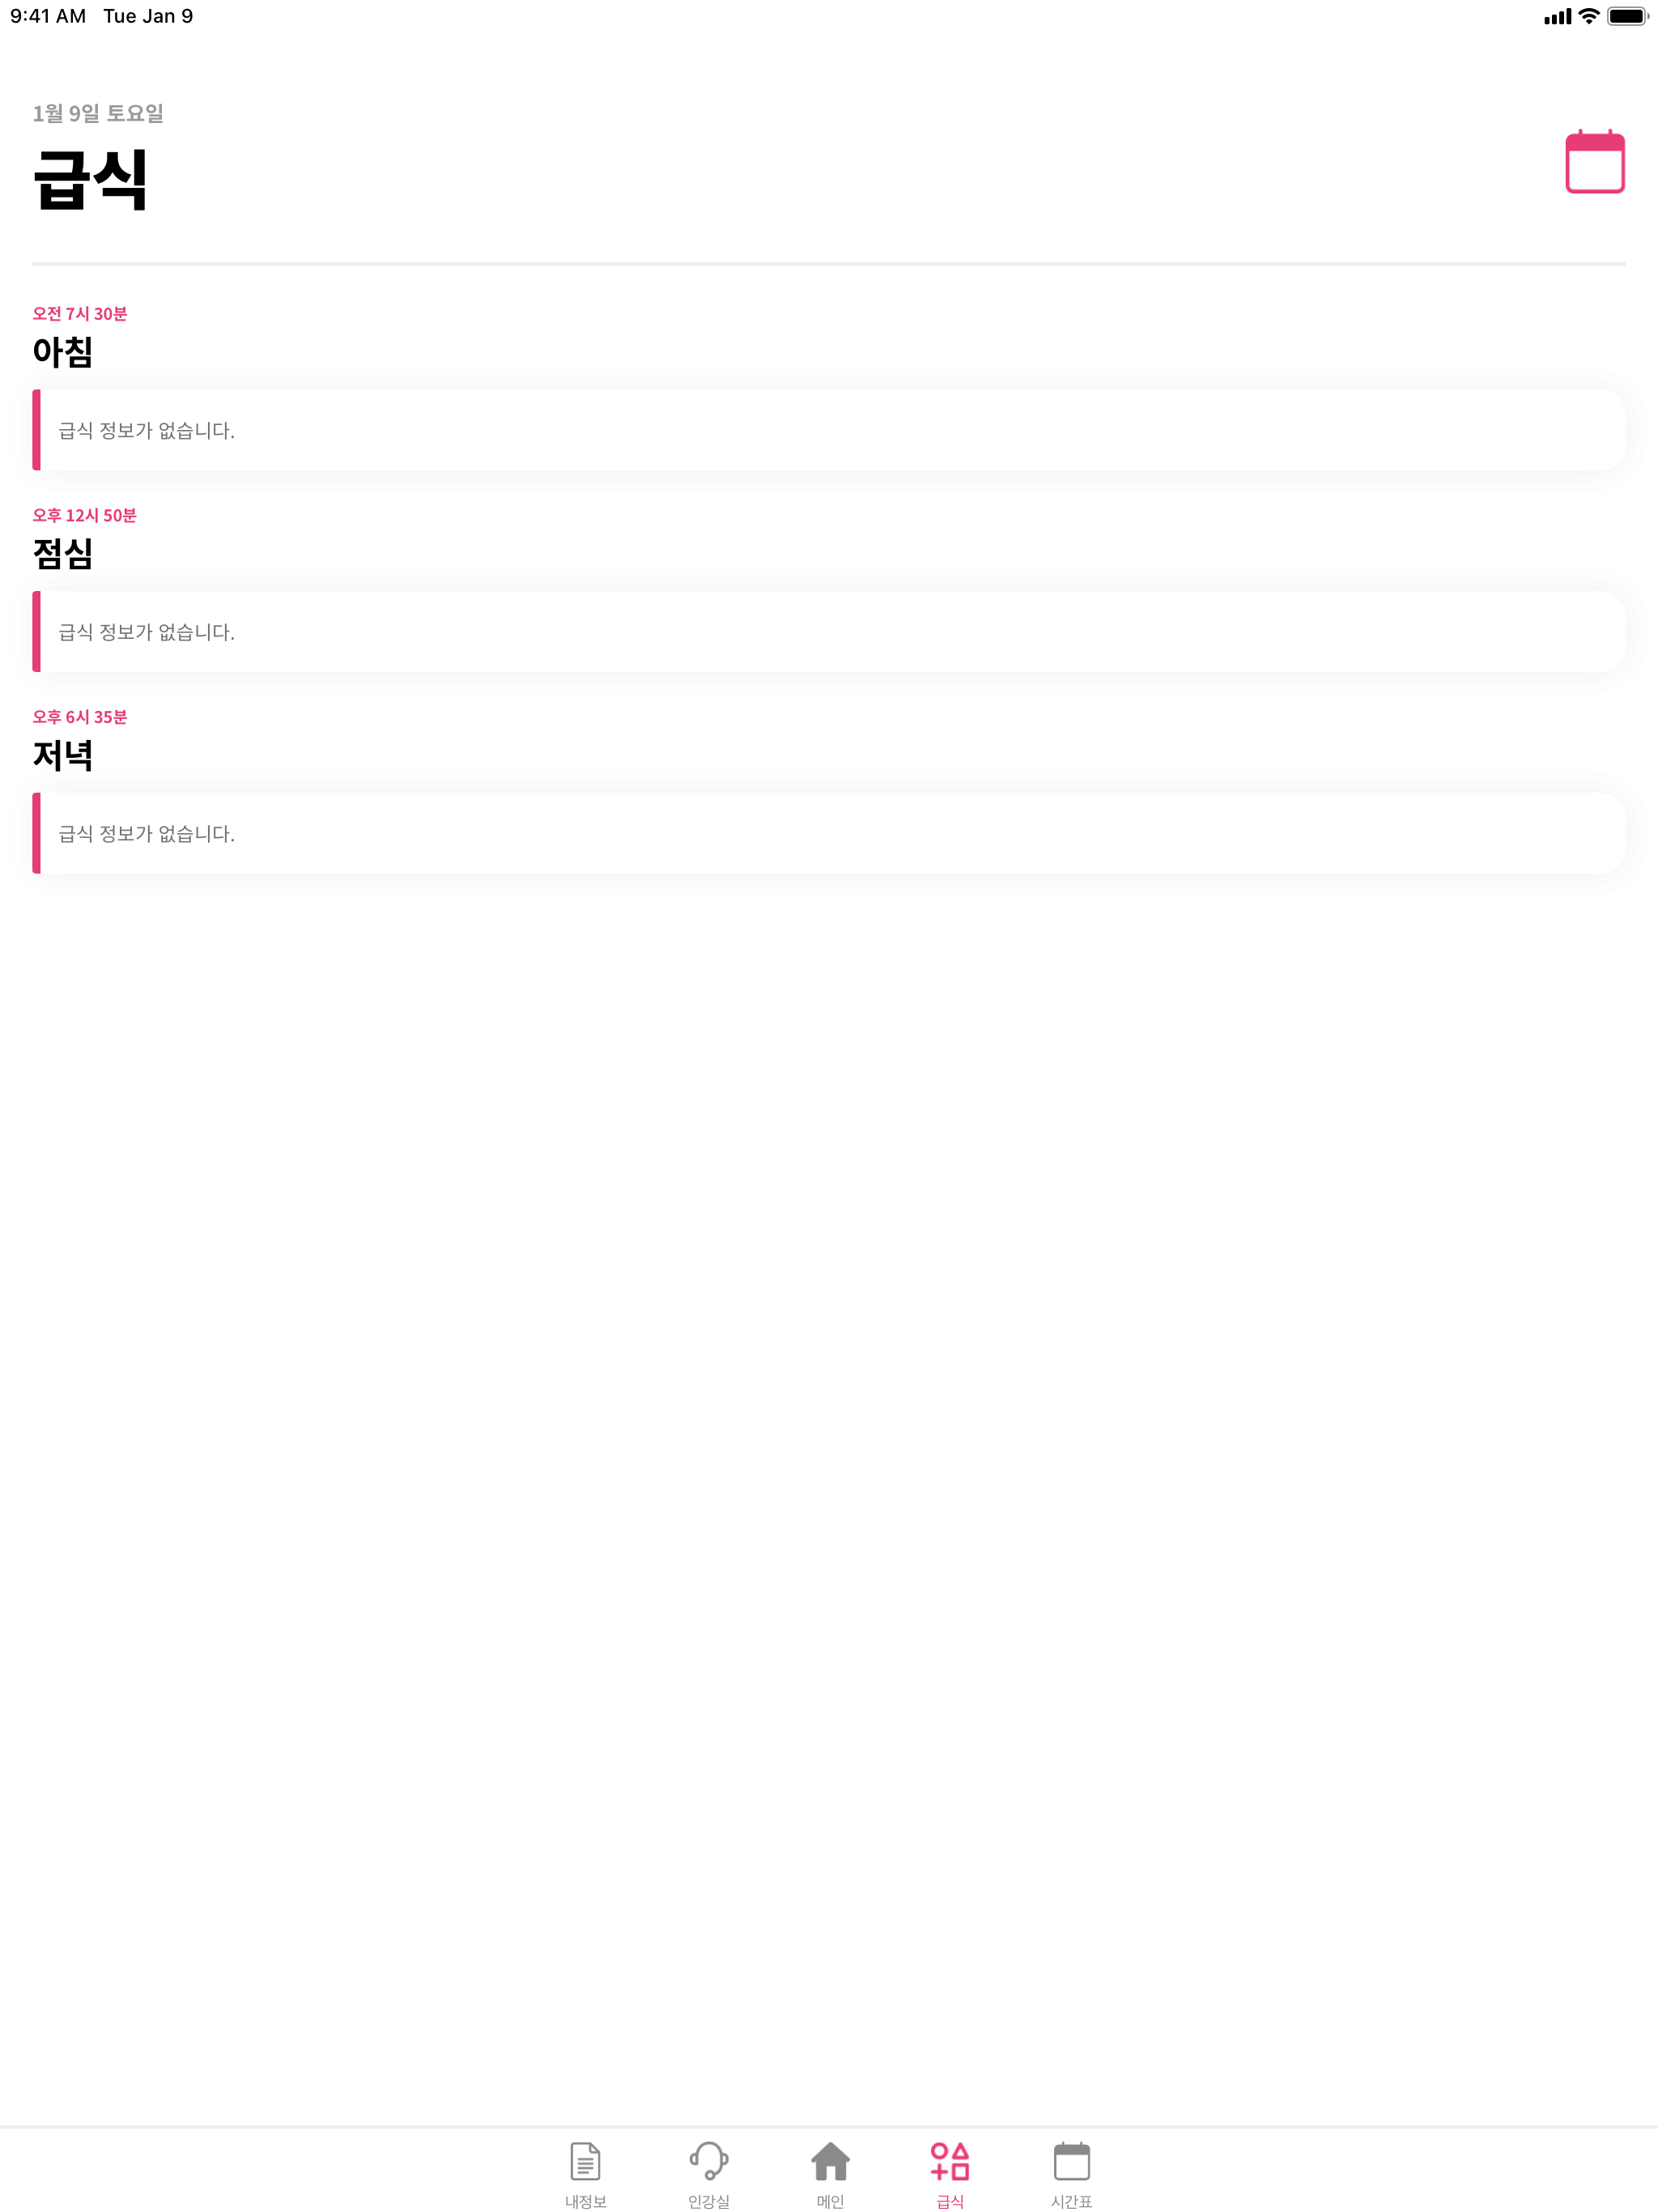 9:41 AM Tue Jan 9
1월 9일 토요일
급식
오전 7시 30분
아침
급식 정보가 없습니다.
오후 12시 50분
점심
급식 정보가 없습니다.
오후 6시 35분
저녁
급식 정보가 없습니다.
내정보 인강실 메인 급식 시간표